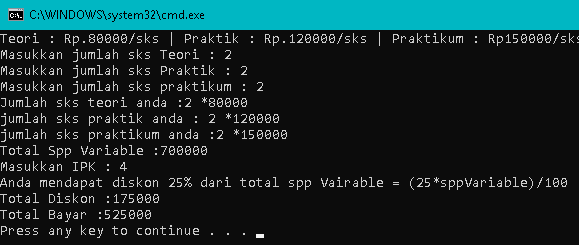 C:\WINDOWS\system32\cmd.exe
Teori : Rp.80000/sks | Praktik : Rp.120000/sks | Praktikum : Rp150000/sks
Masukkan jumlah sks Teori : 2
Masukkan jumlah sks Praktik : 2
Masukkan jumlah sks praktikum : 2
Jumlah sks teori anda :2 *80000
jumlah sks praktik anda : 2 *120000
jumlah sks praktikum anda :2 *150000
Total Spp Variable :700000
Masukkan IPK : 4
Anda mendapat diskon 25% dari total spp Vairable = (25*sppVariable)/100
Total Diskon :175000
Total Bayar :525000
Press any key to continue . . .